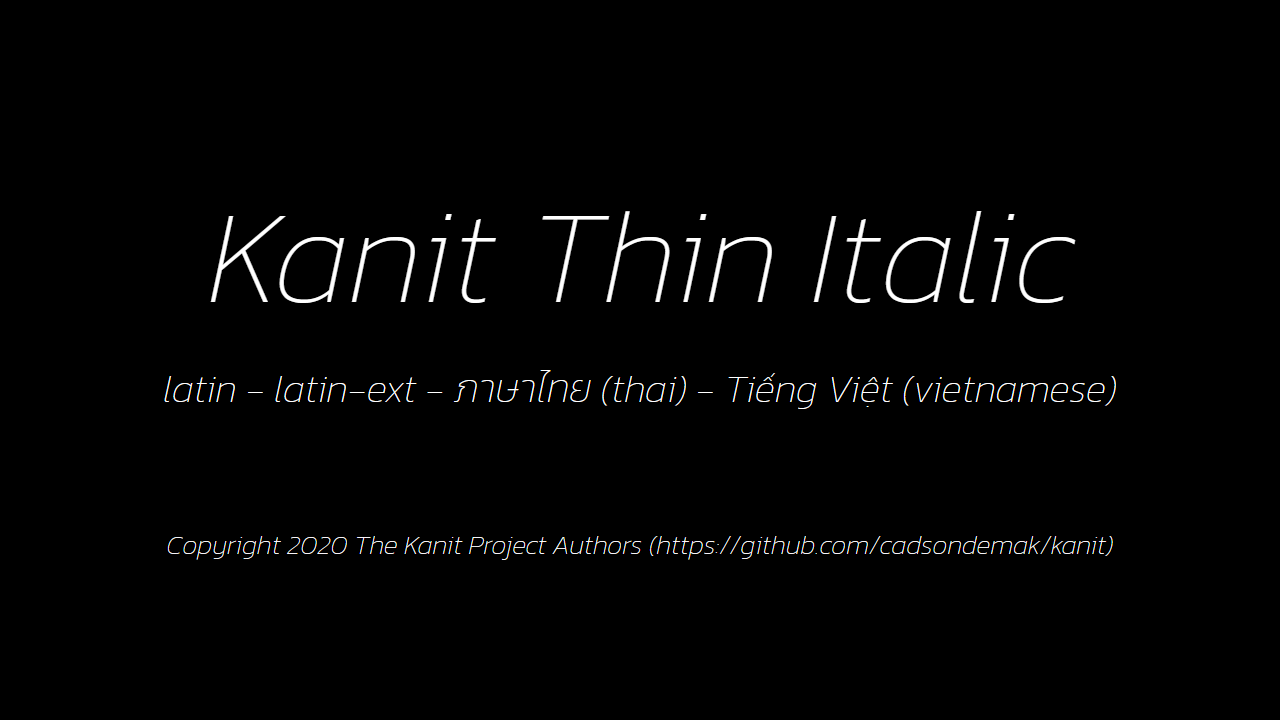 Kanit Thin Italic
latin - latin-ext - ภาษาไทย (thai) - Tiếng Việt (vietnamese)
Copyright 2020 The Kanit Project Authors (https://github.com/cadsondemak/kanit)